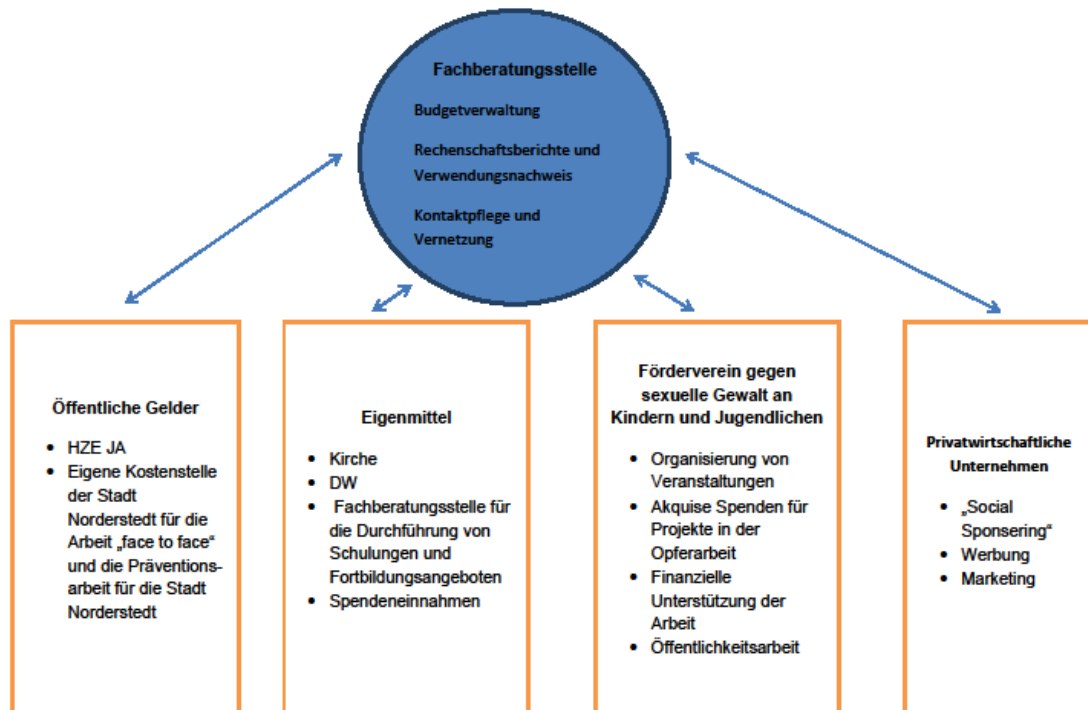 Fachberatungsstelle
Budgetverwaltung
Rechenschaftsberichte und
Verwendungsnachweis
Kontaktpflege und
Vernetzung
Öffentliche Gelder
• HZE JA
• Eigene Kostenstelle
der Stadt
Norderstedt für die
Arbeit „face to face“
und die Präventions-
arbeit für die Stadt
Norderstedt
Eigenmittel
• Kirche
• DW
• Fachberatungsstelle für
die Durchführung von
Schulungen und
Fortbildungsangeboten
• Spendeneinnahmen
Förderverein gegen
sexuelle Gewalt an
Kindern und Jugendlichen
• Organisierung von
Veranstaltungen
• Akquise Spenden für
Projekte in der
Opferarbeit
• Finanzielle
Unterstützung der
Arbeit
• Öffentlichkeitsarbeit
Privatwirtschaftliche
Unternehmen
• „Social
Sponsering“
• Werbung
• Marketing